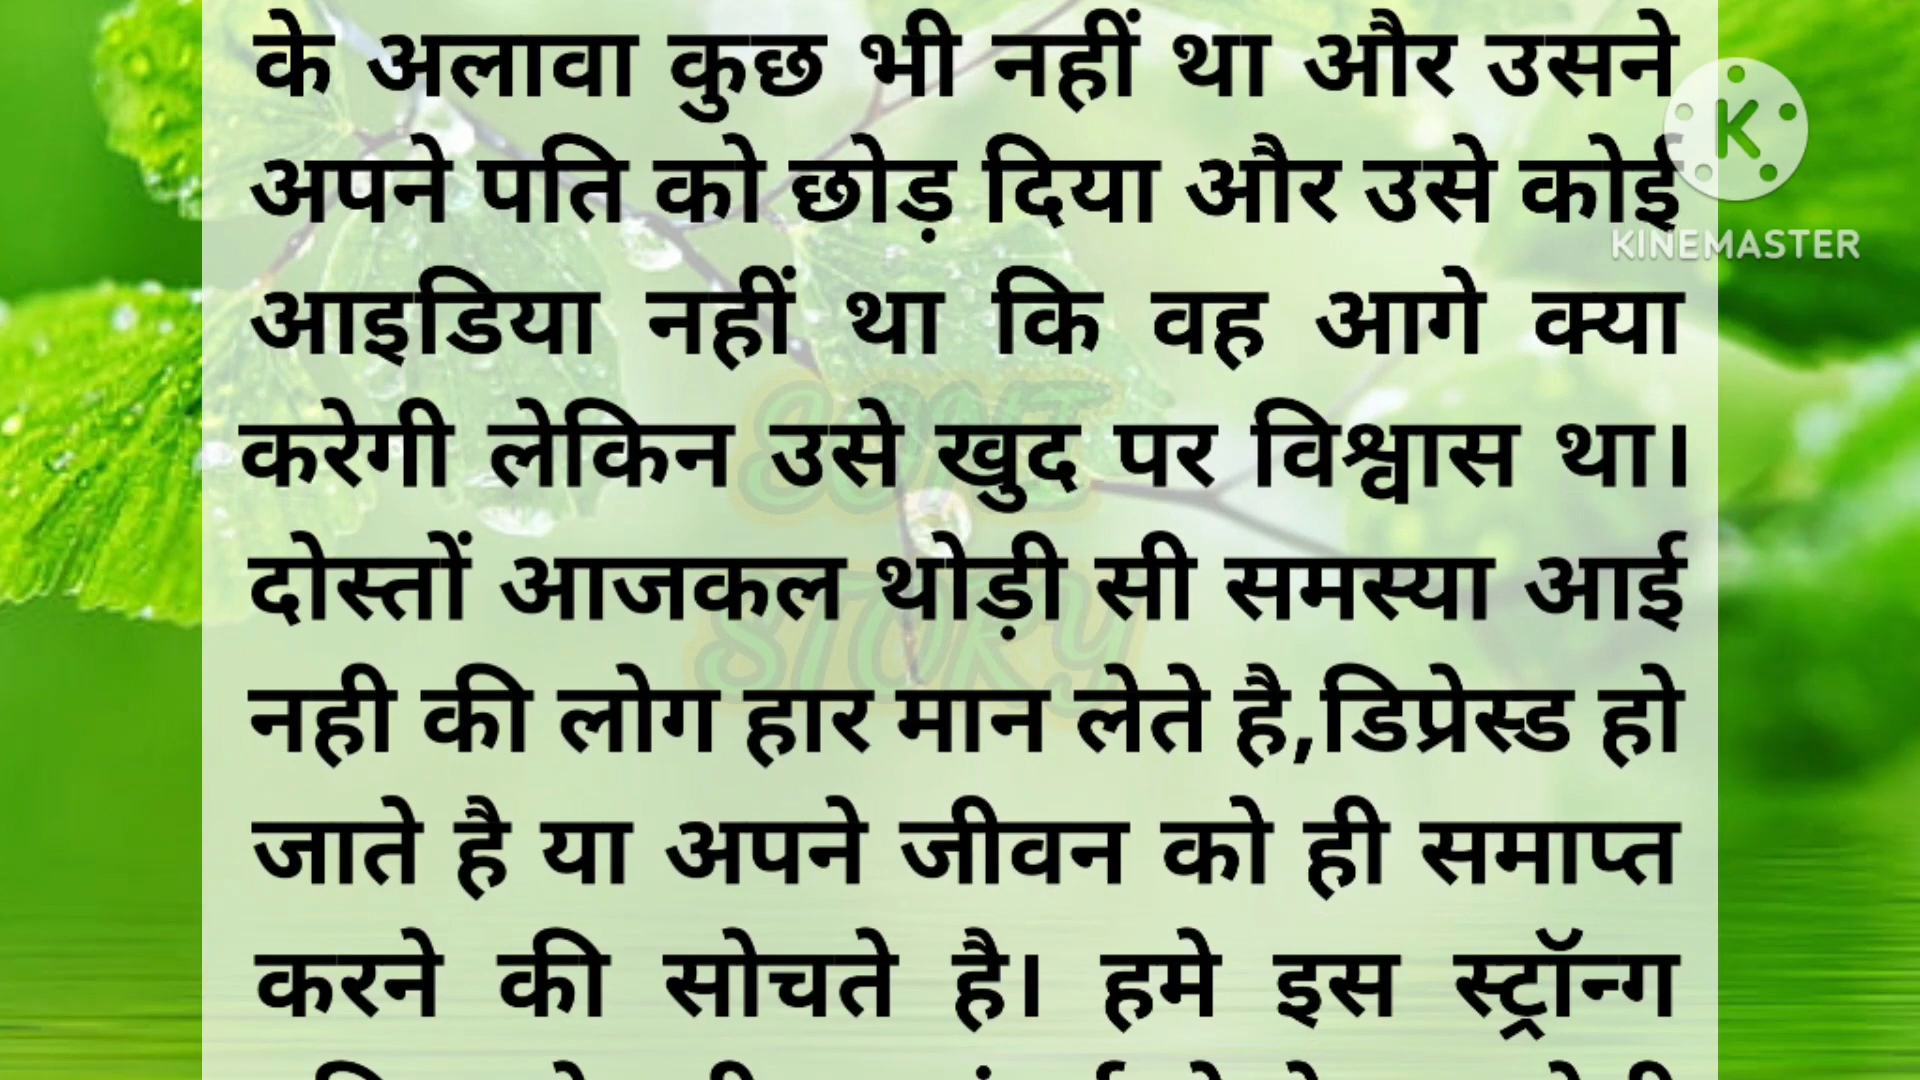 के अलावा कुछ भी नहीं था और उसने
अपने पति को छोड़ दिया और उसे कोई
आइडिया नहीं था कि वह आगे क्या
करेगी लेकिन उसे खुद पर विश्वास था।
दोस्तों आजकल थोड़ी सी समस्या आई
नही की लोग हार मान लेते है,डिप्रेस्ड हो
जाते है या अपने जीवन को ही समाप्त
करने की सोचते है। हमे इस स्ट्रॉन्ग
K
KINEMASTER
STORY